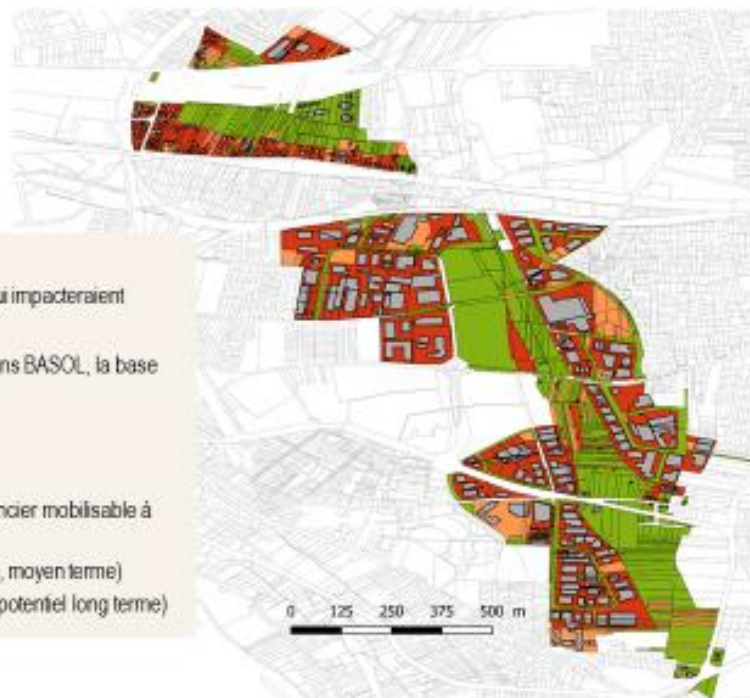 ui impacteraient
ns BASOL, la base
ncier mobilisable à
, moyen terme)
potentiel long terme)
0 125 250 375 500 m